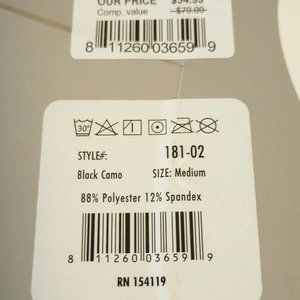 OUR PRICE $34.99
Comp. value $79.00
8 11260 03659 9
30°
STYLE#: 181-02
Black Camo SIZE: Medium
88% Polyester 12% Spandex
8 11260 03659 9
RN 154119